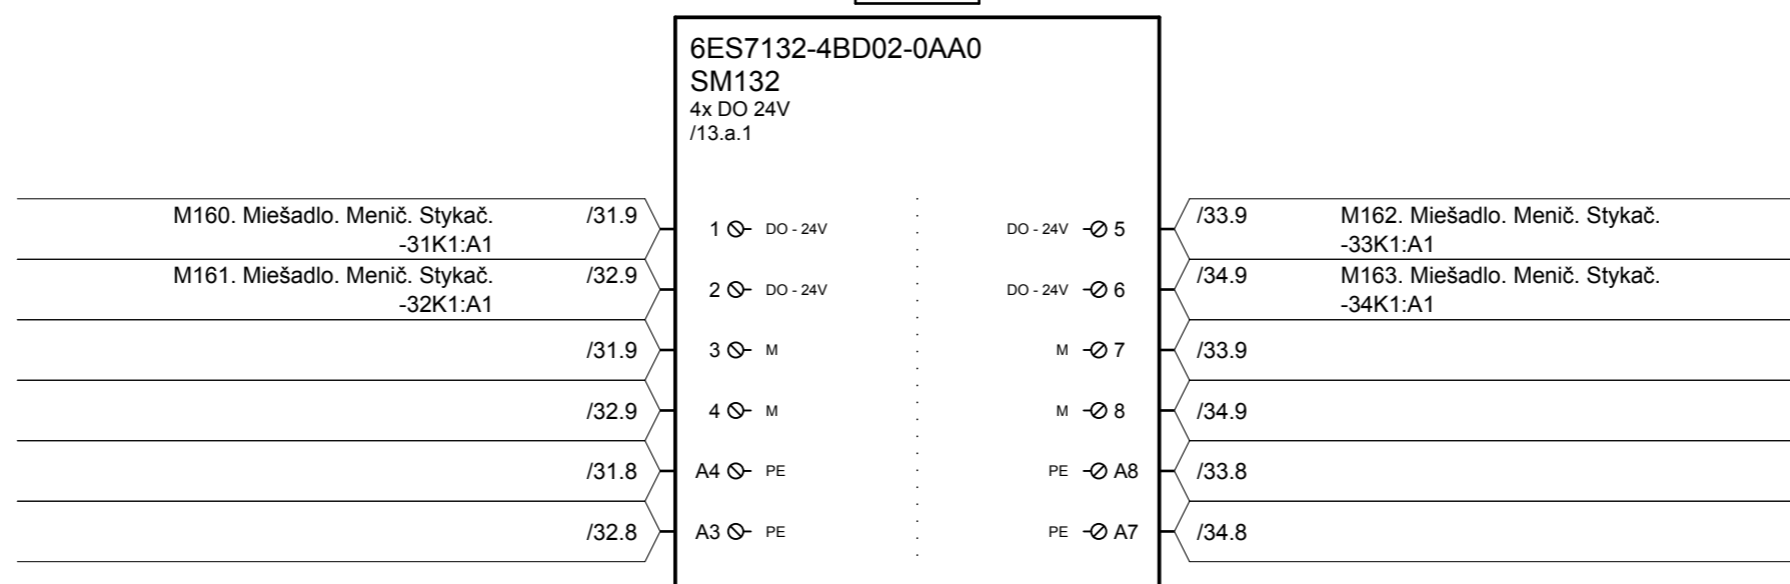 6ES7132-4BD02-0AA0
SM132
4x DO 24V
/13.a.1
M160. Miešadlo. Menič. Stykač. /31.9 1 DO - 24V DO - 24V 5 /33.9 M162. Miešadlo. Menič. Stykač.
-31K1:A1 -33K1:A1
M161. Miešadlo. Menič. Stykač. /32.9 2 DO - 24V DO - 24V 6 /34.9 M163. Miešadlo. Menič. Stykač.
-32K1:A1 -34K1:A1
/31.9 3 M M 7 /33.9
/32.9 4 M M 8 /34.9
/31.8 A4 PE PE A8 /33.8
/32.8 A3 PE PE A7 /34.8